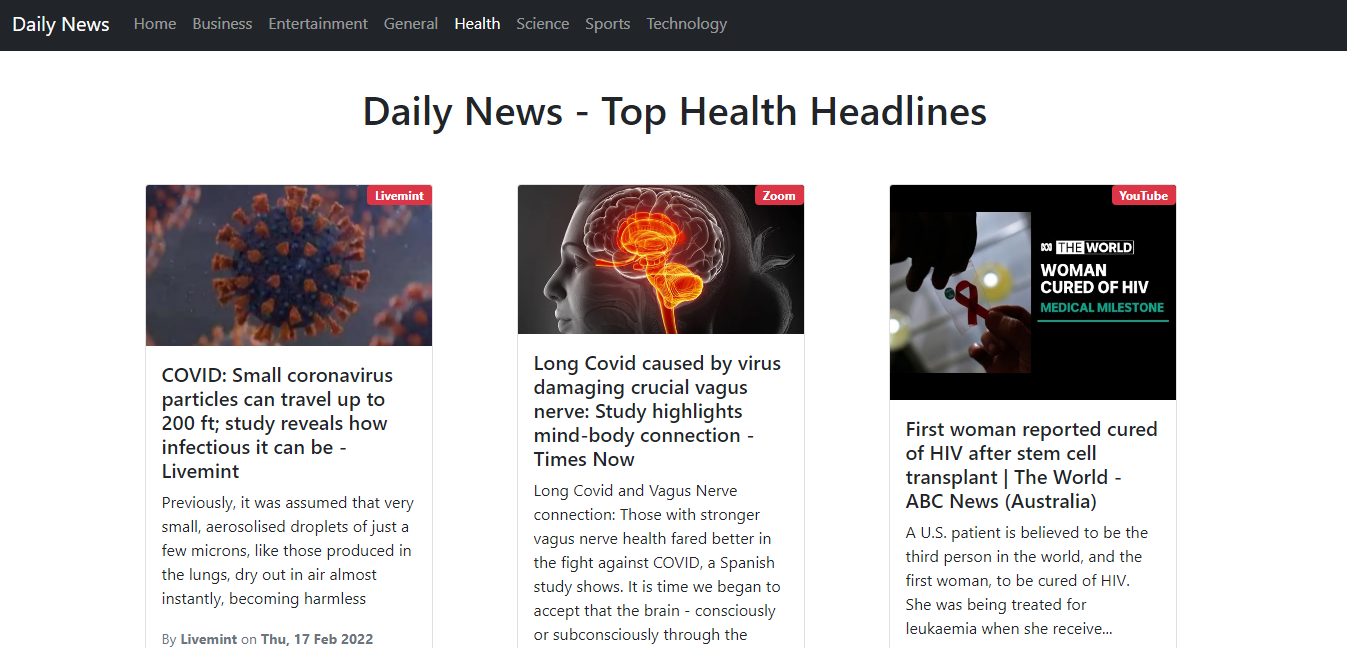 Daily News Home Business Entertainment General Health Science Sports Technology
Daily News - Top Health Headlines
Livemint
COVID: Small coronavirus
particles can travel up to
200 ft; study reveals how
infectious it can be -
Livemint
Previously, it was assumed that very
small, aerosolised droplets of just a
few microns, like those produced in
the lungs, dry out in air almost
instantly, becoming harmless
By Livemint on Thu, 17 Feb 2022
Zoom
Long Covid caused by virus
damaging crucial vagus
nerve: Study highlights
mind-body connection -
Times Now
Long Covid and Vagus Nerve
connection: Those with stronger
vagus nerve health fared better in
the fight against COVID, a Spanish
study shows. It is time we began to
accept that the brain - consciously
or subconsciously through the
YouTube
THE WORLD
WOMAN
CURED OF HIV
MEDICAL MILESTONE
First woman reported cured
of HIV after stem cell
transplant | The World -
ABC News (Australia)
A U.S. patient is believed to be the
third person in the world, and the
first woman, to be cured of HIV.
She was being treated for
leukaemia when she receive...